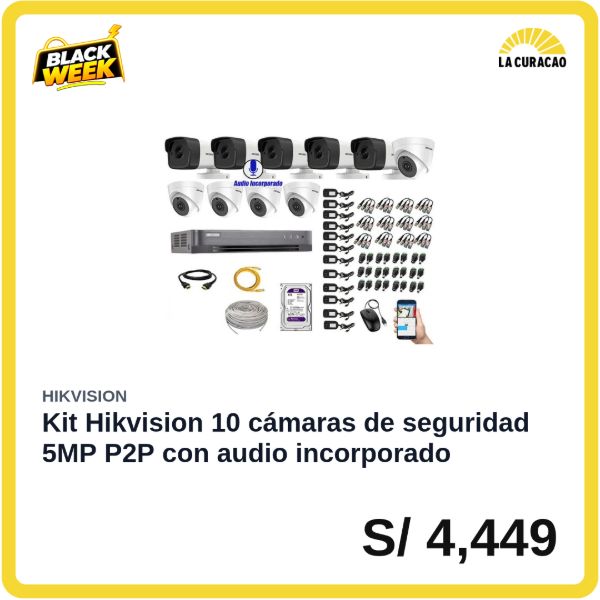 BLACK
WEEK
LA CURACAO
Audio incorporado
HIKVISION
Kit Hikvision 10 cámaras de seguridad
5MP P2P con audio incorporado
S/ 4,449